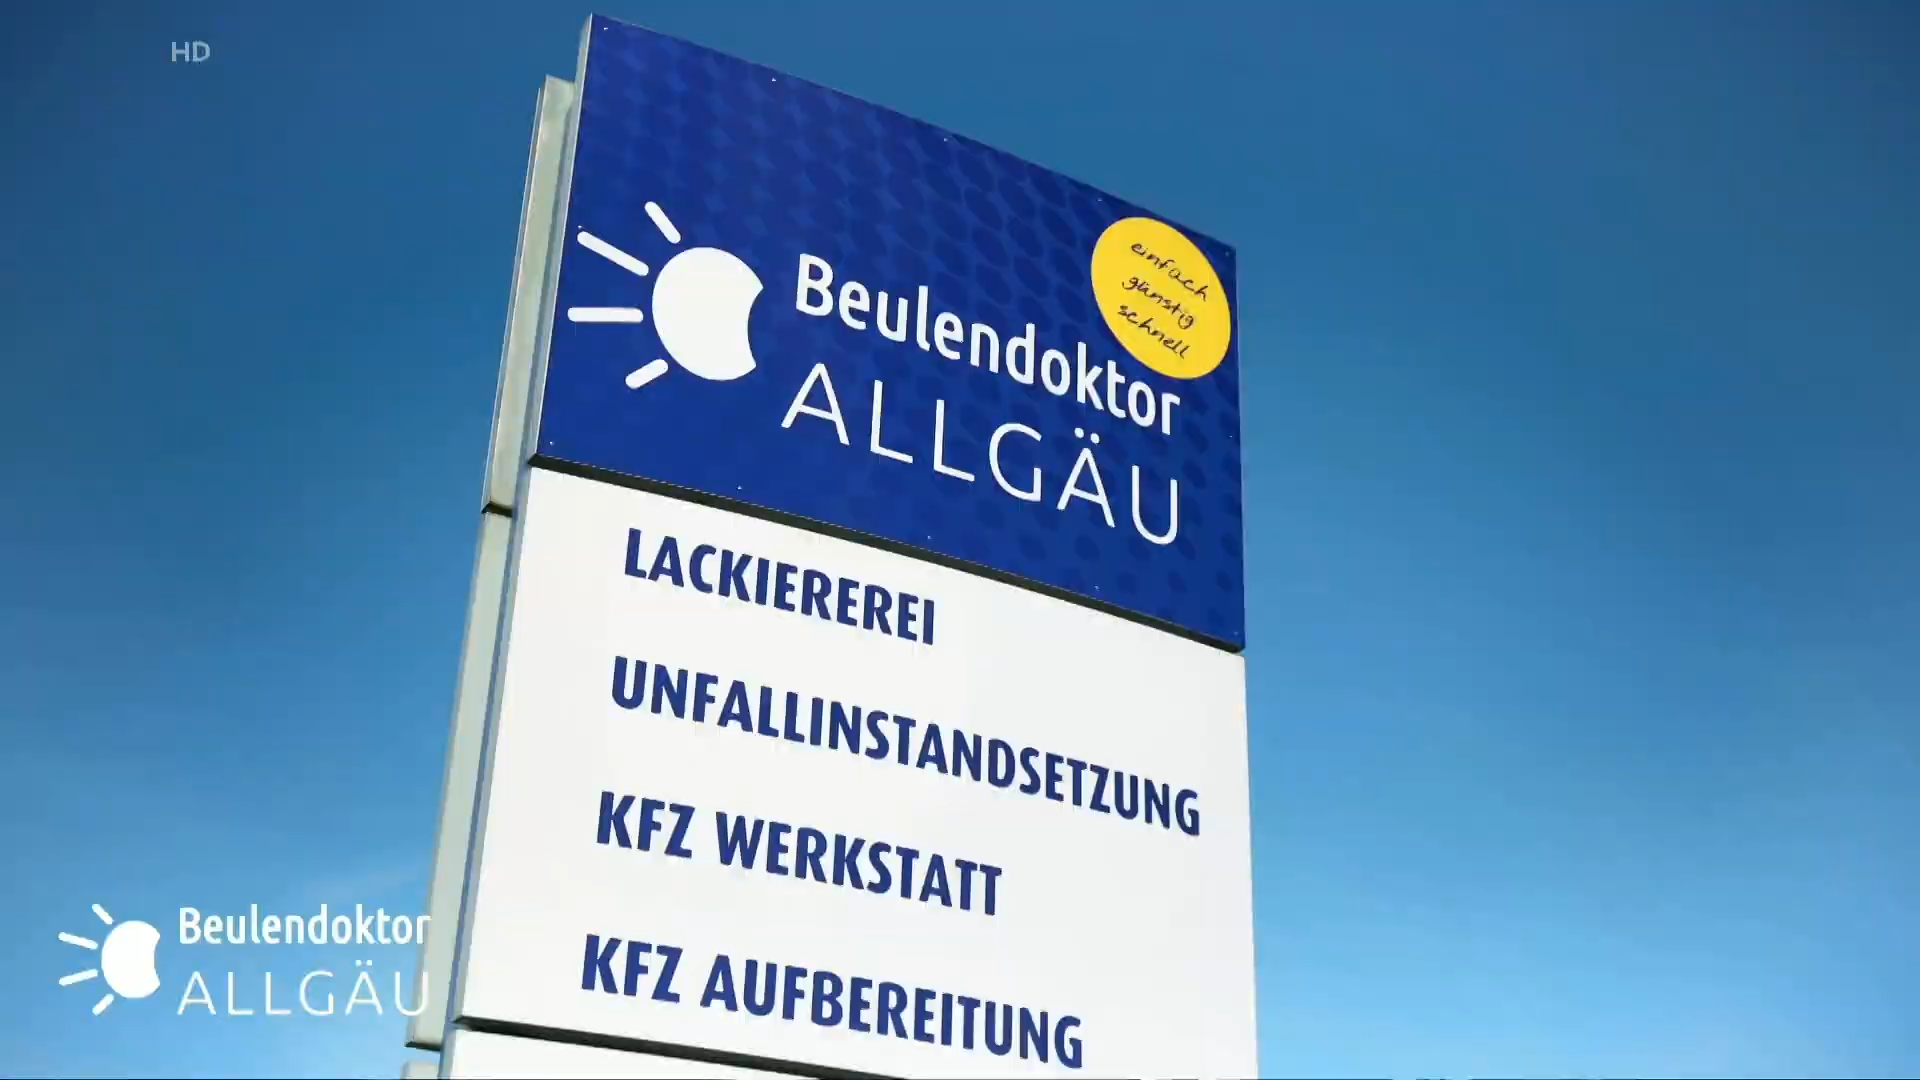 HD
Beulendoktor
ALLGÄU
einfach
günstig
schnell
LACKIEREREI
UNFALLINSTANDSETZUNG
KFZ WERKSTATT
KFZ AUFBEREITUNG
Beulendoktor
ALLGÄU